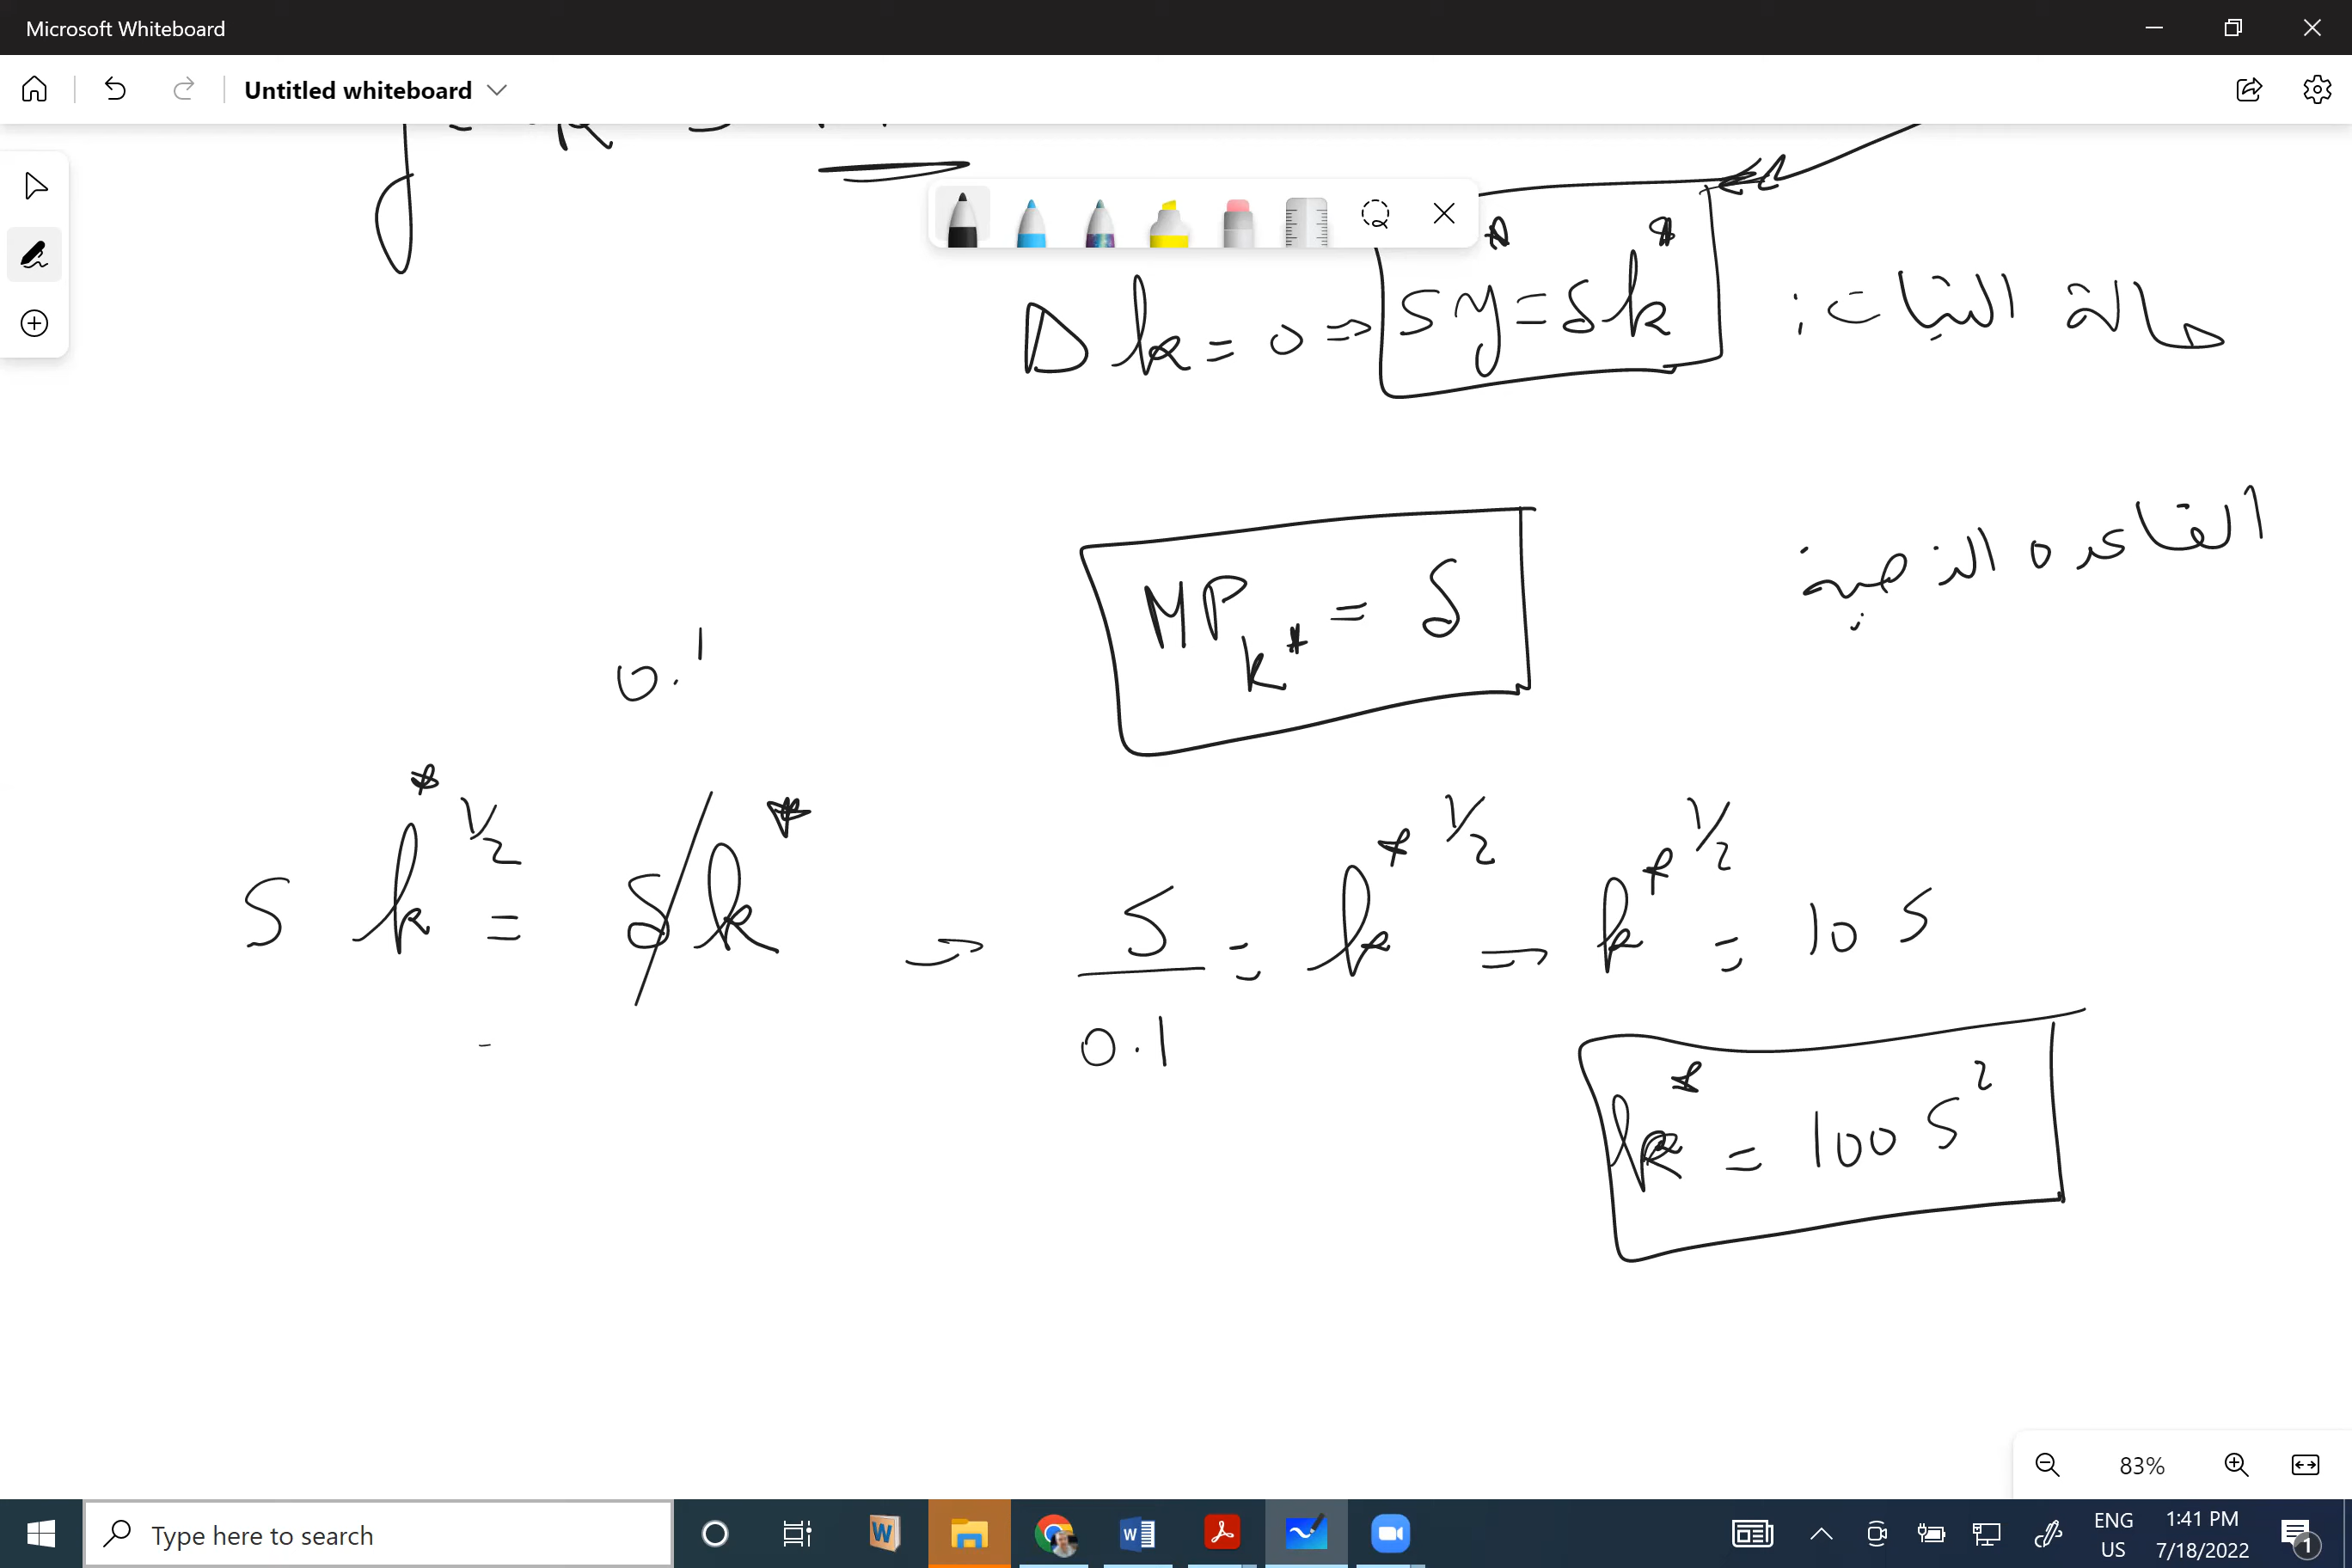 Microsoft Whiteboard
Untitled whiteboard
حالة الثبات:
Δk = 0 ⇒ sy* = δk*
القاعدة الذهبية
MP k* = δ
0.1
s k*^1/2 = δk* ⇒ s/0.1 = k*^1/2 ⇒ k*^1/2 = 10 s
k* = 100 s²
83%
Type here to search
ENG US
1:41 PM
7/18/2022
1